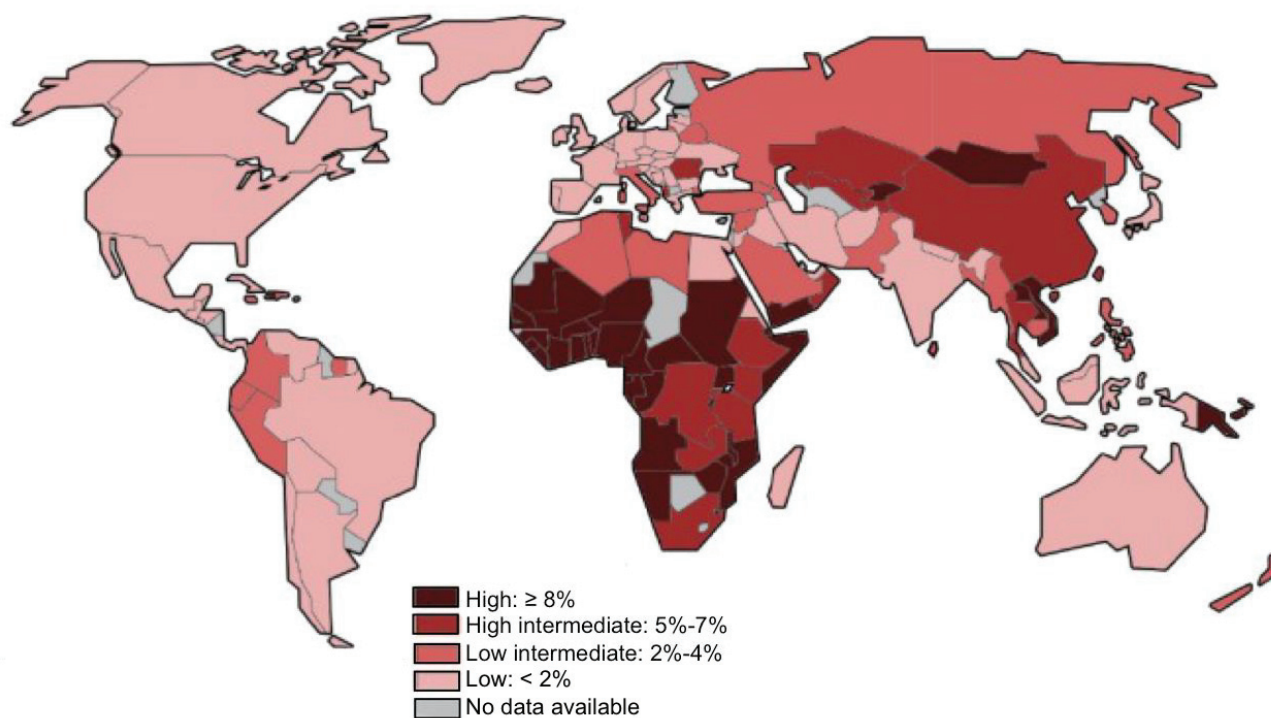 High: ≥ 8%
High intermediate: 5%-7%
Low intermediate: 2%-4%
Low: < 2%
No data available